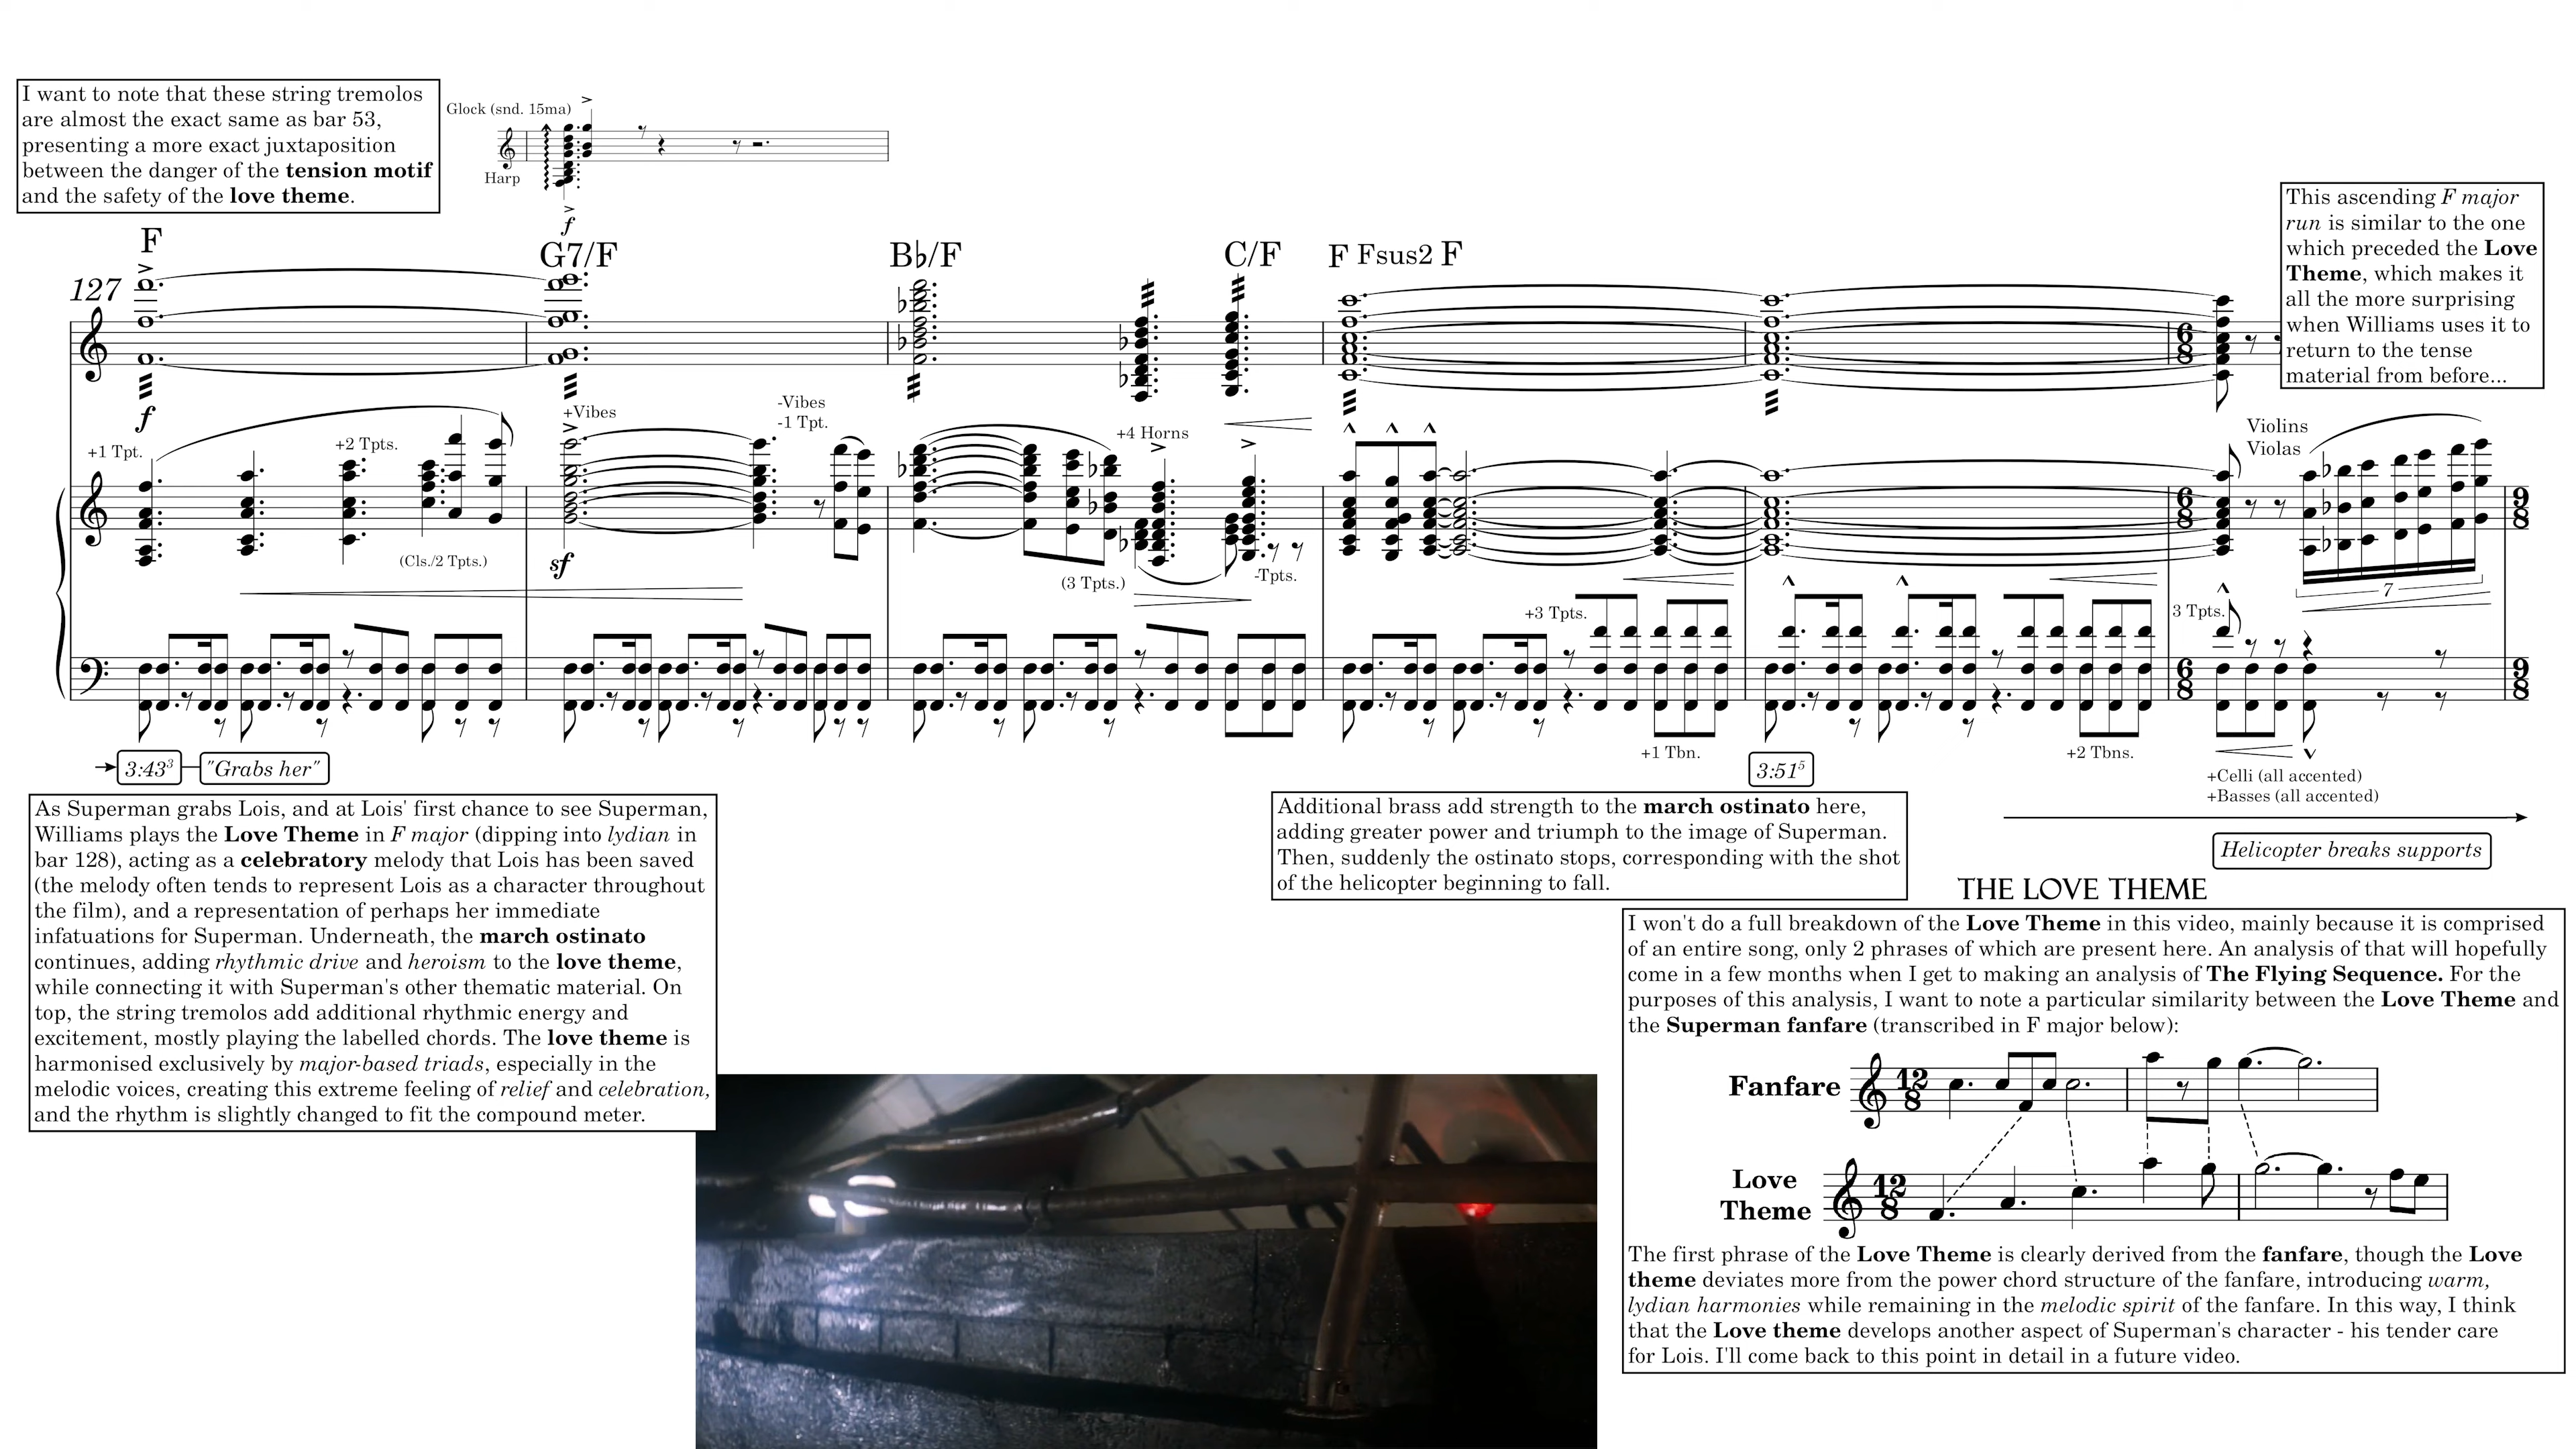 I want to note that these string tremolos
are almost the exact same as bar 53,
presenting a more exact juxtaposition
between the danger of the tension motif
and the safety of the love theme.
Glock (snd. 15ma)
Harp
f
This ascending F major
run is similar to the one
which preceded the Love
Theme, which makes it
all the more surprising
when Williams uses it to
return to the tense
material from before...
F G7/F B♭/F C/F F Fsus2 F
127
f
+Vibes
-Vibes
-1 Tpt.
+1 Tpt.
+2 Tpts.
+4 Horns
Violins
Violas
6
8
(Cls./2 Tpts.)
sf
(3 Tpts.)
-Tpts.
6
8
7
9
8
+3 Tpts.
3 Tpts.
6
8
9
8
+1 Tbn.
+2 Tbns.
3:43³
"Grabs her"
3:51⁵
+Celli (all accented)
+Basses (all accented)
Helicopter breaks supports
As Superman grabs Lois, and at Lois' first chance to see Superman,
Williams plays the Love Theme in F major (dipping into lydian in
bar 128), acting as a celebratory melody that Lois has been saved
(the melody often tends to represent Lois as a character throughout
the film), and a representation of perhaps her immediate
infatuations for Superman. Underneath, the march ostinato
continues, adding rhythmic drive and heroism to the love theme,
while connecting it with Superman's other thematic material. On
top, the string tremolos add additional rhythmic energy and
excitement, mostly playing the labelled chords. The love theme is
harmonised exclusively by major-based triads, especially in the
melodic voices, creating this extreme feeling of relief and celebration,
and the rhythm is slightly changed to fit the compound meter.
Additional brass add strength to the march ostinato here,
adding greater power and triumph to the image of Superman.
Then, suddenly the ostinato stops, corresponding with the shot
of the helicopter beginning to fall.
THE LOVE THEME
I won't do a full breakdown of the Love Theme in this video, mainly because it is comprised
of an entire song, only 2 phrases of which are present here. An analysis of that will hopefully
come in a few months when I get to making an analysis of The Flying Sequence. For the
purposes of this analysis, I want to note a particular similarity between the Love Theme and
the Superman fanfare (transcribed in F major below):
Fanfare
12
8
Love
Theme
12
8
The first phrase of the Love Theme is clearly derived from the fanfare, though the Love
theme deviates more from the power chord structure of the fanfare, introducing warm,
lydian harmonies while remaining in the melodic spirit of the fanfare. In this way, I think
that the Love theme develops another aspect of Superman's character - his tender care
for Lois. I'll come back to this point in detail in a future video.